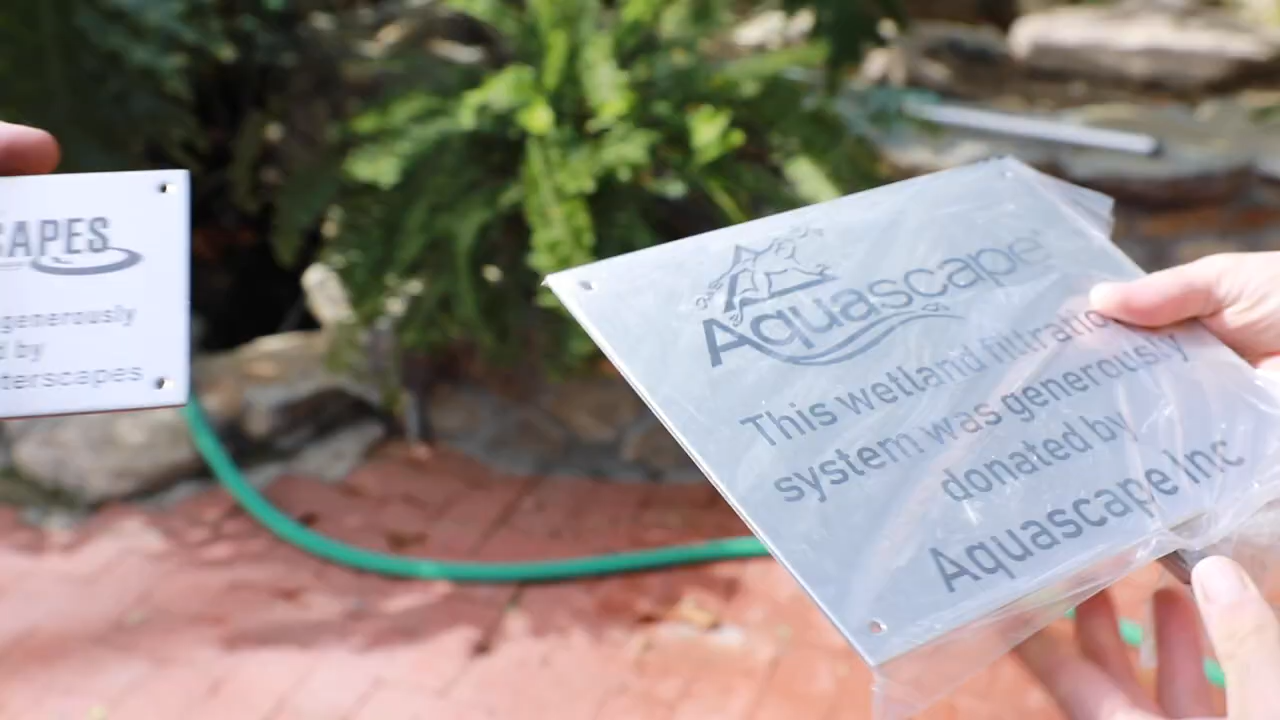 CAPES
generously
d by
terscapes
Aquascape®
This wetland filtration
system was generously
donated by
Aquascape Inc